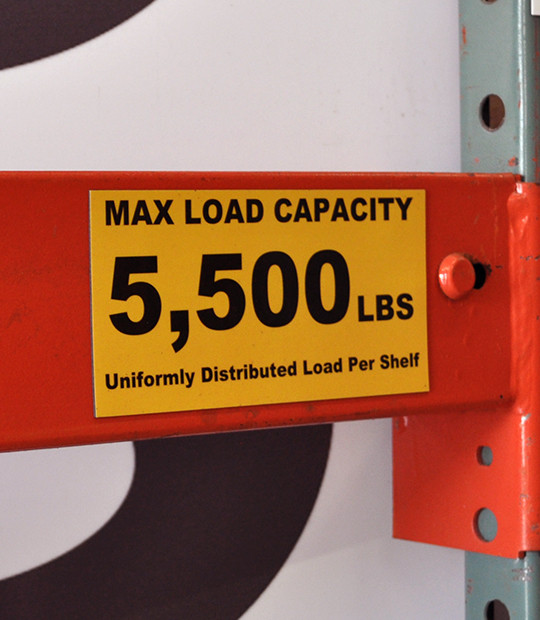 MAX LOAD CAPACITY
5,500 LBS
Uniformly Distributed Load Per Shelf